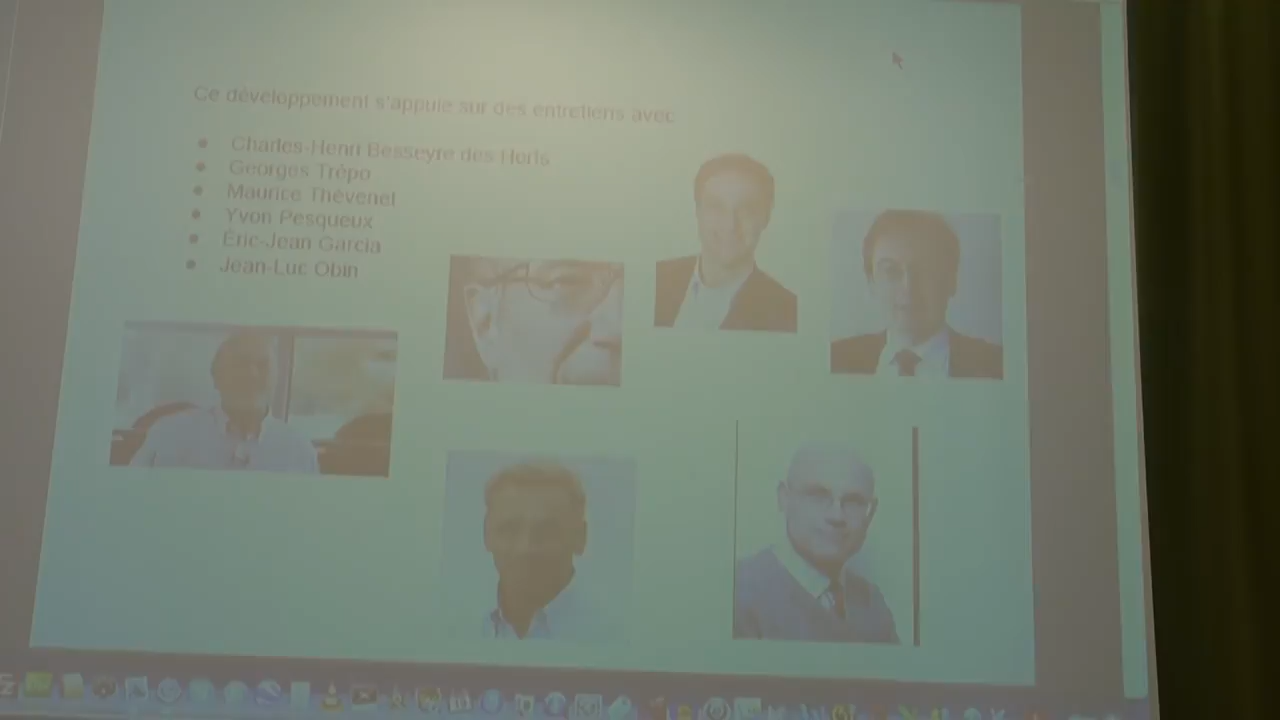 Ce développement s'appuie sur des entretiens avec
Charles-Henri Besseyre des Horts
Georges Trépo
Maurice Thévenet
Yvon Pesqueux
Éric-Jean Garcia
Jean-Luc Obin